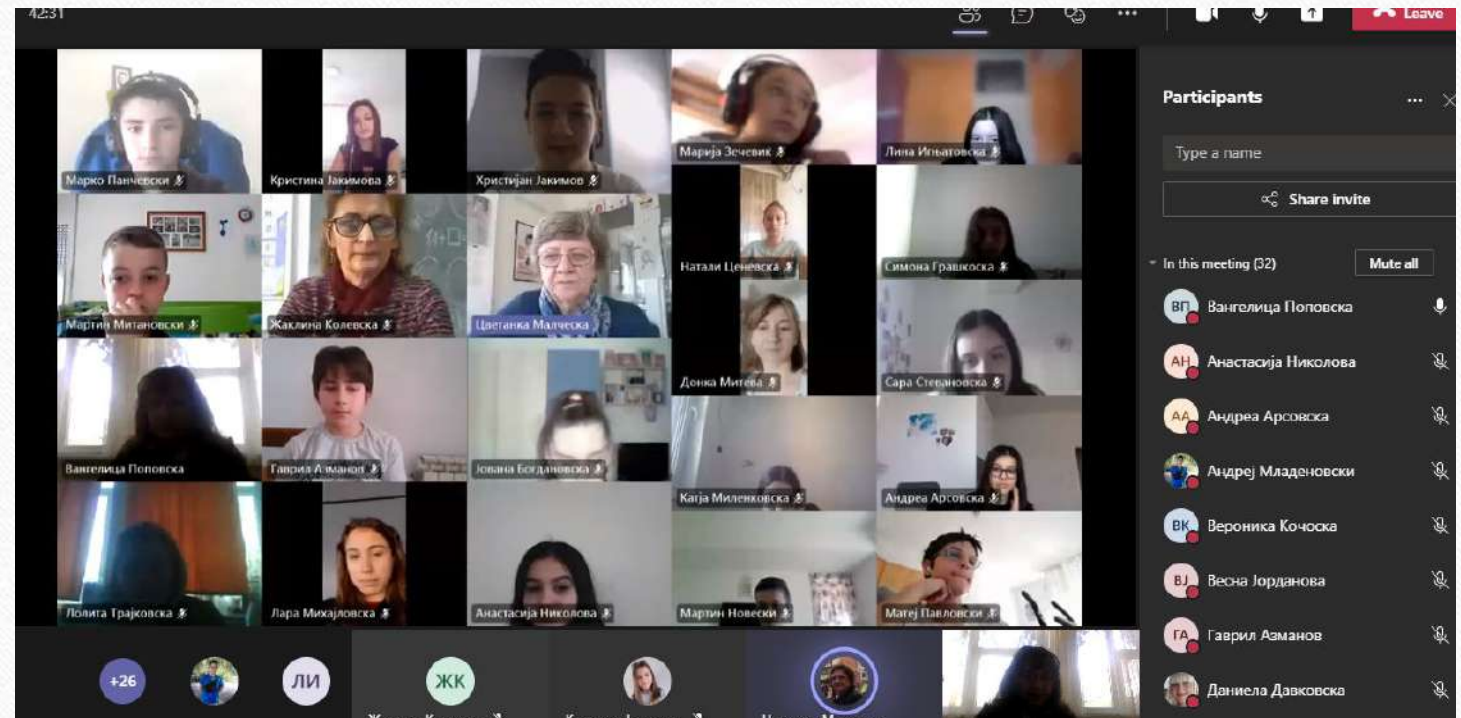 42:31
Leave
Марко Панчевски
Кристина Јакимова
Христијан Јакимов
Марија Зечевиќ
Лина Игњатовска
Мартин Митановски
Жаклина Колевска
Цветанка Малческа
Натали Ценевска
Симона Грашкоска
Донка Митева
Сара Стевановска
Вангелица Поповска
Гаврил Азманов
Јована Богдановска
Катја Миленковска
Андреа Арсовска
Лолита Трајковска
Лара Михајловска
Анастасија Николова
Мартин Новески
Матеј Павловски
+26
ЛИ
ЖК
Participants
Type a name
Share invite
In this meeting (32) Mute all
ВП Вангелица Поповска
АН Анастасија Николова
АА Андреа Арсовска
Андреј Младеновски
ВК Вероника Кочоска
ВЈ Весна Јорданова
ГА Гаврил Азманов
Даниела Давковска